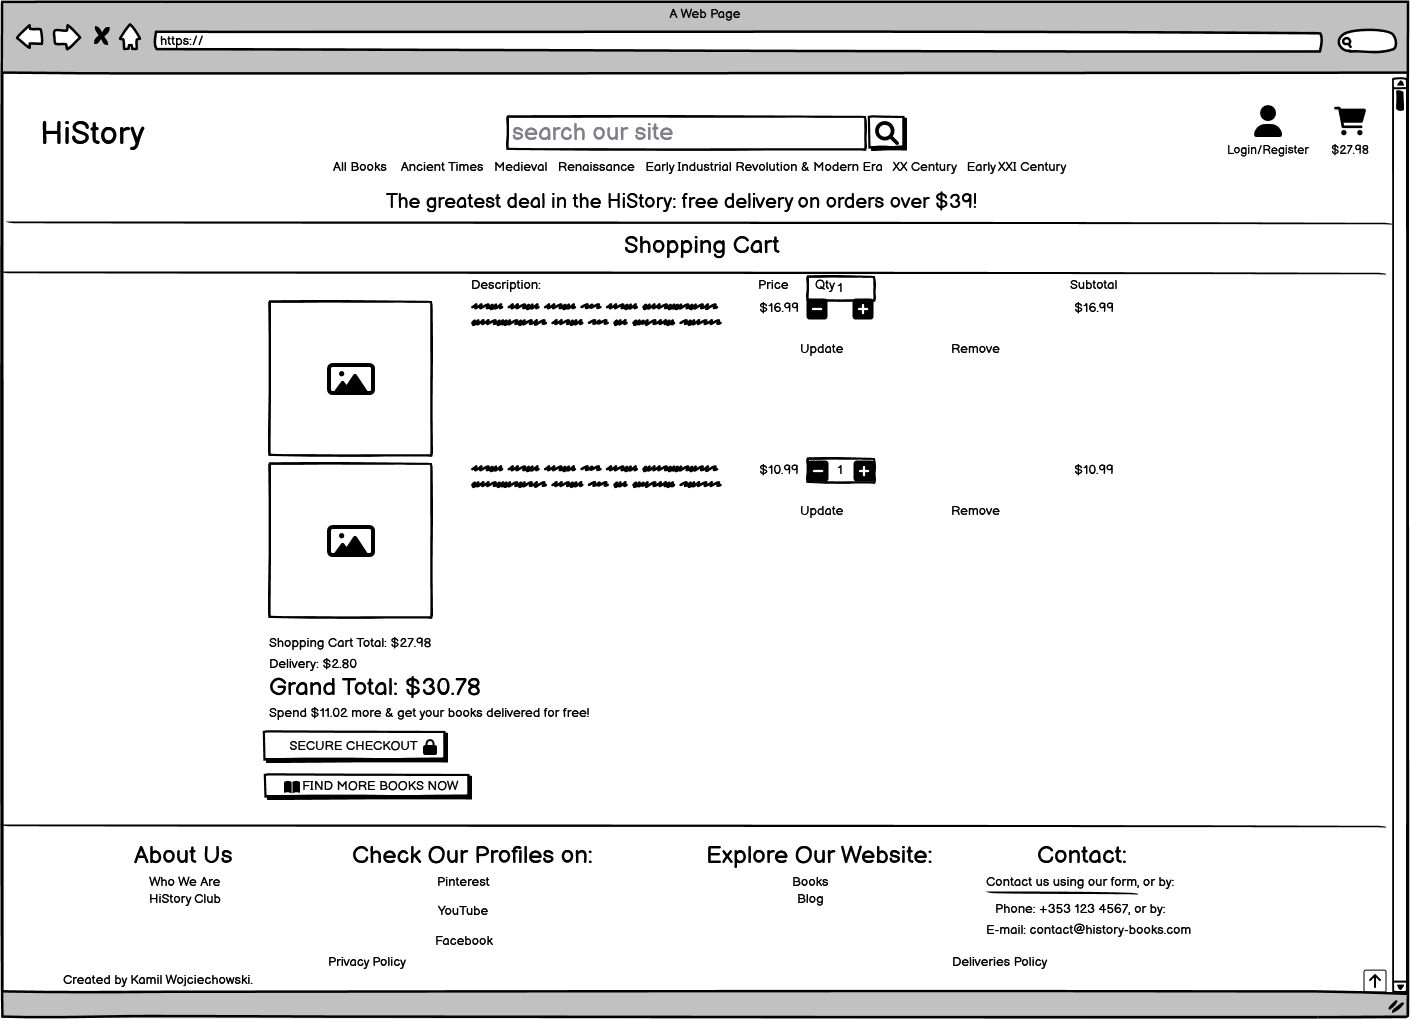 A Web Page
https://
HiStory
search our site
Login/Register
$27.98
All Books Ancient Times Medieval Renaissance Early Industrial Revolution & Modern Era XX Century Early XXI Century
The greatest deal in the HiStory: free delivery on orders over $39!
Shopping Cart
Description: Price Qty 1 Subtotal
$16.99 $16.99
Update Remove
$10.99 1 $10.99
Update Remove
Shopping Cart Total: $27.98
Delivery: $2.80
Grand Total: $30.78
Spend $11.02 more & get your books delivered for free!
SECURE CHECKOUT
FIND MORE BOOKS NOW
About Us
Who We Are
HiStory Club
Check Our Profiles on:
Pinterest
YouTube
Facebook
Explore Our Website:
Books
Blog
Contact:
Contact us using our form, or by:
Phone: +353 123 4567, or by:
E-mail: contact@history-books.com
Privacy Policy
Deliveries Policy
Created by Kamil Wojciechowski.